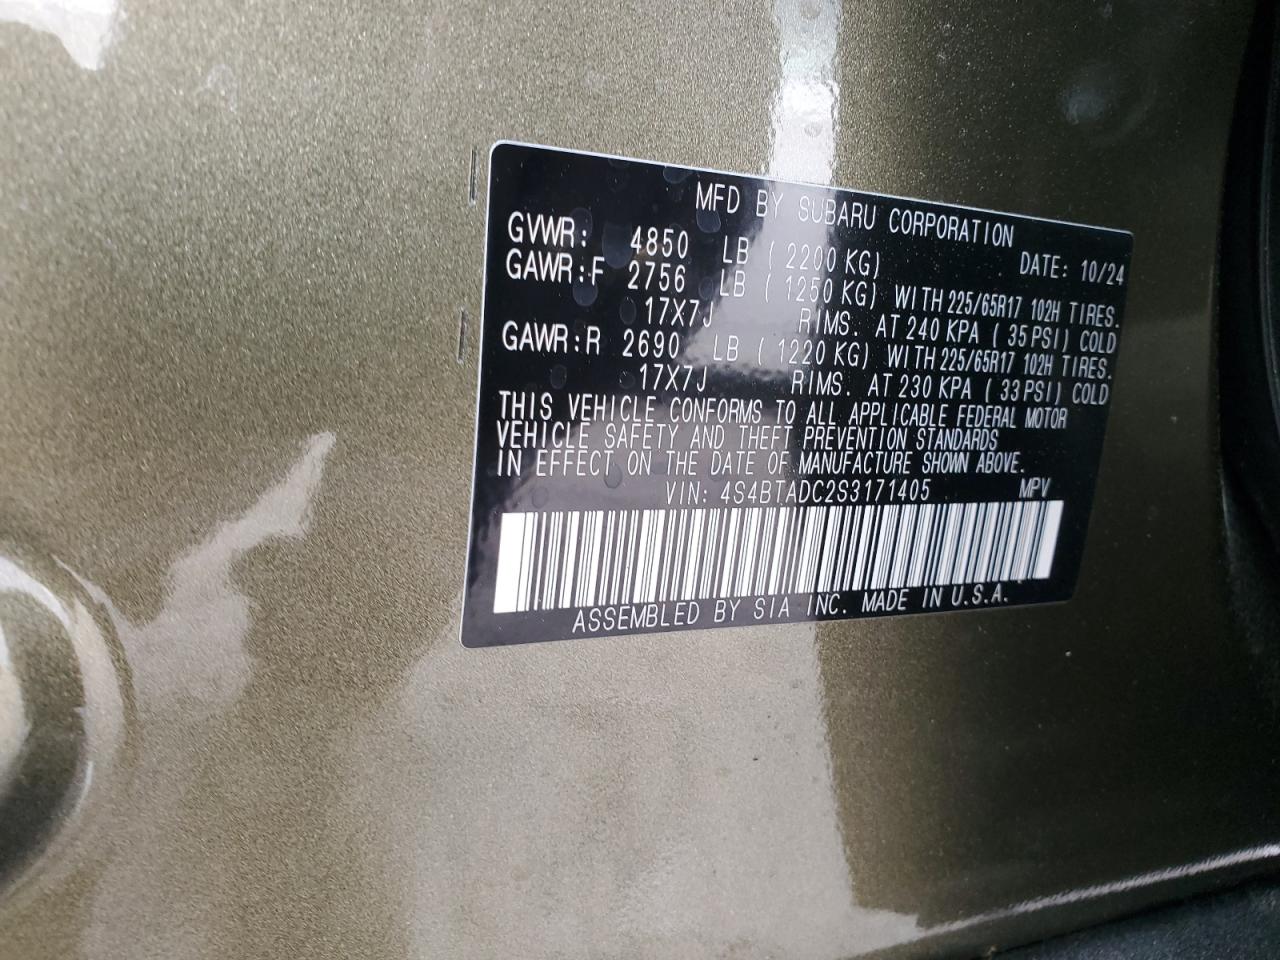 MFD BY SUBARU CORPORATION
GVWR: 4850 LB ( 2200 KG) DATE: 10/24
GAWR:F 2756 LB ( 1250 KG) WITH 225/65R17 102H TIRES.
17X7J RIMS. AT 240 KPA ( 35 PSI) COLD
GAWR:R 2690 LB ( 1220 KG) WITH 225/65R17 102H TIRES.
17X7J RIMS. AT 230 KPA ( 33 PSI) COLD
THIS VEHICLE CONFORMS TO ALL APPLICABLE FEDERAL MOTOR
VEHICLE SAFETY AND THEFT PREVENTION STANDARDS
IN EFFECT ON THE DATE OF MANUFACTURE SHOWN ABOVE.
VIN: 4S4BTADC2S3171405 MPV
ASSEMBLED BY SIA INC. MADE IN U.S.A.